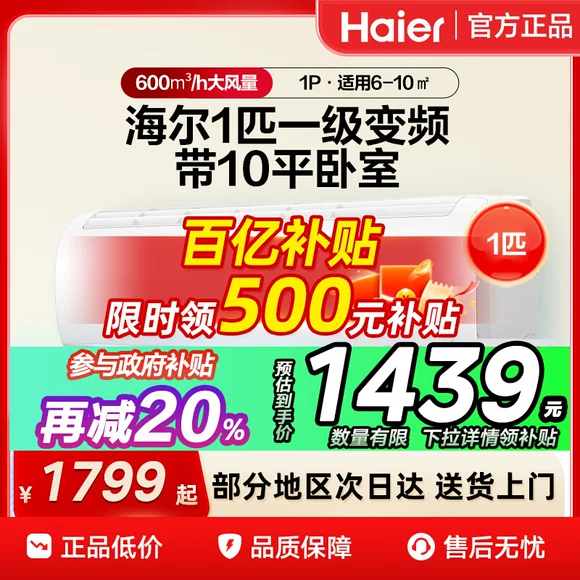 Haier 官方正品
600m³/h大风量 1P·适用6-10㎡
海尔1匹一级变频
带10平卧室
百亿补贴
1匹
限时领500元补贴
参与政府补贴
再减20%
预估到手价
1439元
数量有限 下拉详情领补贴
¥1799起
部分地区次日达 送货上门
正品低价
品质保障
售后无忧